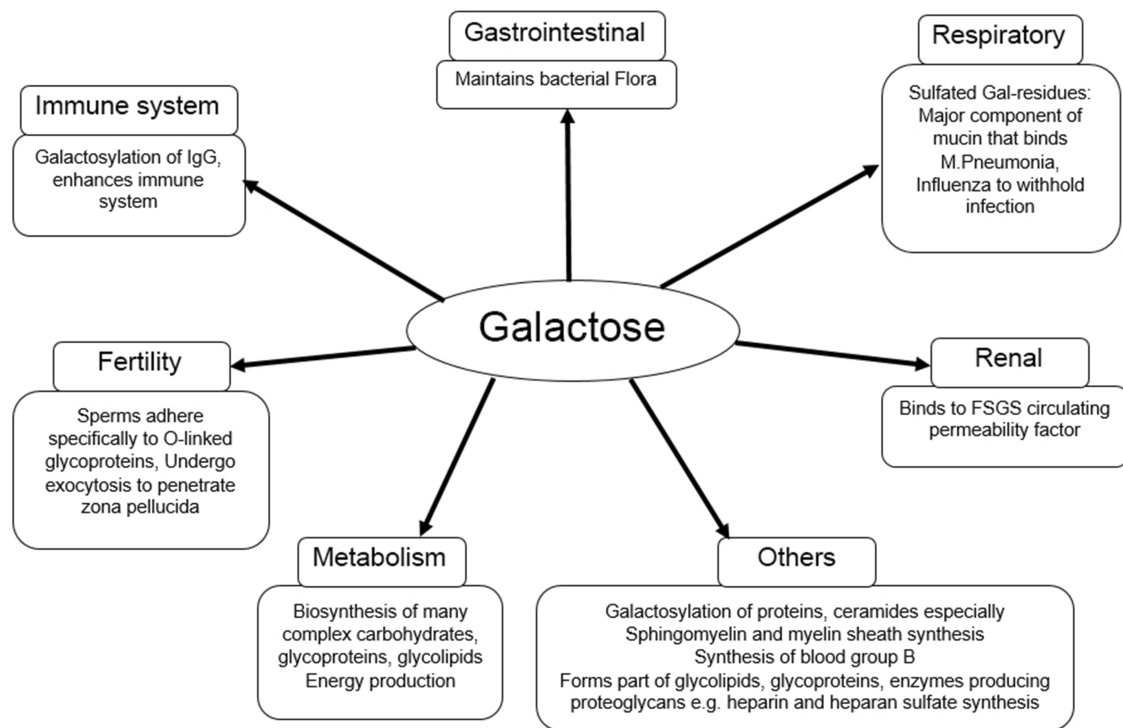 Gastrointestinal
Maintains bacterial Flora
Respiratory
Sulfated Gal-residues:
Major component of
mucin that binds
M.Pneumonia,
Influenza to withhold
infection
Immune system
Galactosylation of IgG,
enhances immune
system
Galactose
Fertility
Sperms adhere
specifically to O-linked
glycoproteins, Undergo
exocytosis to penetrate
zona pellucida
Renal
Binds to FSGS circulating
permeability factor
Metabolism
Biosynthesis of many
complex carbohydrates,
glycoproteins, glycolipids
Energy production
Others
Galactosylation of proteins, ceramides especially
Sphingomyelin and myelin sheath synthesis
Synthesis of blood group B
Forms part of glycolipids, glycoproteins, enzymes producing
proteoglycans e.g. heparin and heparan sulfate synthesis